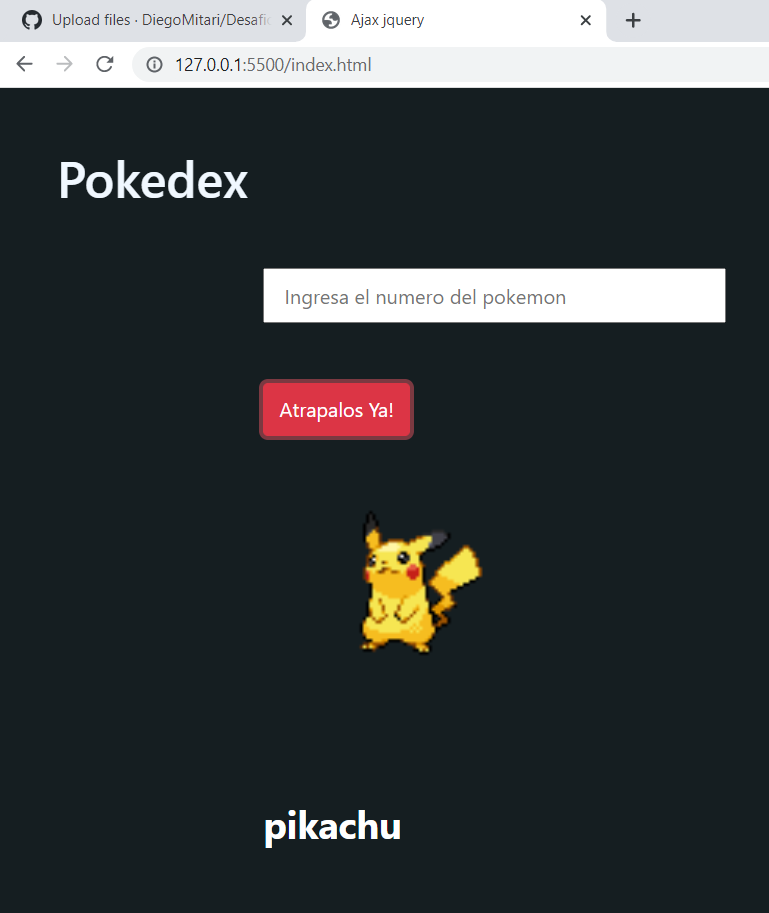 Upload files · DiegoMitari/Desafi
Ajax jquery
127.0.0.1:5500/index.html
Pokedex
Ingresa el numero del pokemon
Atrapalos Ya!
pikachu